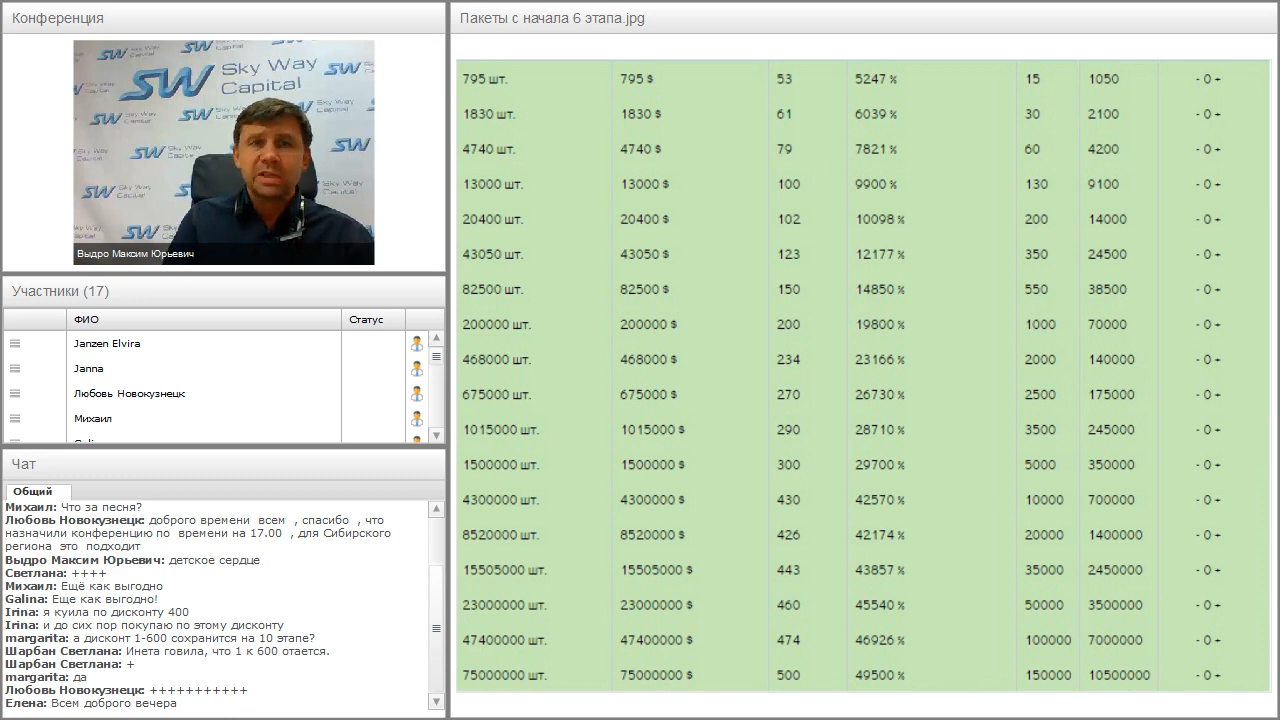 Конференция
SW
Sky Way
Capital
Выдро Максим Юрьевич
Участники (17)
ФИО Статус
Janzen Elvira
Janna
Любовь Новокузнецк
Михаил
Чат
Общий
Михаил: Что за песня?
Любовь Новокузнецк: доброго времени всем , спасибо , что
назначили конференцию по времени на 17.00 , для Сибирского
региона это подходит
Выдро Максим Юрьевич: детское сердце
Светлана: ++++
Михаил: Ещё как выгодно
Galina: Еще как выгодно!
Irina: я куила по дисконту 400
Irina: и до сих пор покупаю по этому дисконту
margarita: а дисконт 1-600 сохранится на 10 этапе?
Шарбан Светлана: Инета говила, что 1 к 600 отается.
Шарбан Светлана: +
margarita: да
Любовь Новокузнецк: +++++++++++
Елена: Всем доброго вечера
Пакеты с начала 6 этапа.jpg
795 шт. 795 $ 53 5247 % 15 1050 - 0 +
1830 шт. 1830 $ 61 6039 % 30 2100 - 0 +
4740 шт. 4740 $ 79 7821 % 60 4200 - 0 +
13000 шт. 13000 $ 100 9900 % 130 9100 - 0 +
20400 шт. 20400 $ 102 10098 % 200 14000 - 0 +
43050 шт. 43050 $ 123 12177 % 350 24500 - 0 +
82500 шт. 82500 $ 150 14850 % 550 38500 - 0 +
200000 шт. 200000 $ 200 19800 % 1000 70000 - 0 +
468000 шт. 468000 $ 234 23166 % 2000 140000 - 0 +
675000 шт. 675000 $ 270 26730 % 2500 175000 - 0 +
1015000 шт. 1015000 $ 290 28710 % 3500 245000 - 0 +
1500000 шт. 1500000 $ 300 29700 % 5000 350000 - 0 +
4300000 шт. 4300000 $ 430 42570 % 10000 700000 - 0 +
8520000 шт. 8520000 $ 426 42174 % 20000 1400000 - 0 +
15505000 шт. 15505000 $ 443 43857 % 35000 2450000 - 0 +
23000000 шт. 23000000 $ 460 45540 % 50000 3500000 - 0 +
47400000 шт. 47400000 $ 474 46926 % 100000 7000000 - 0 +
75000000 шт. 75000000 $ 500 49500 % 150000 10500000 - 0 +